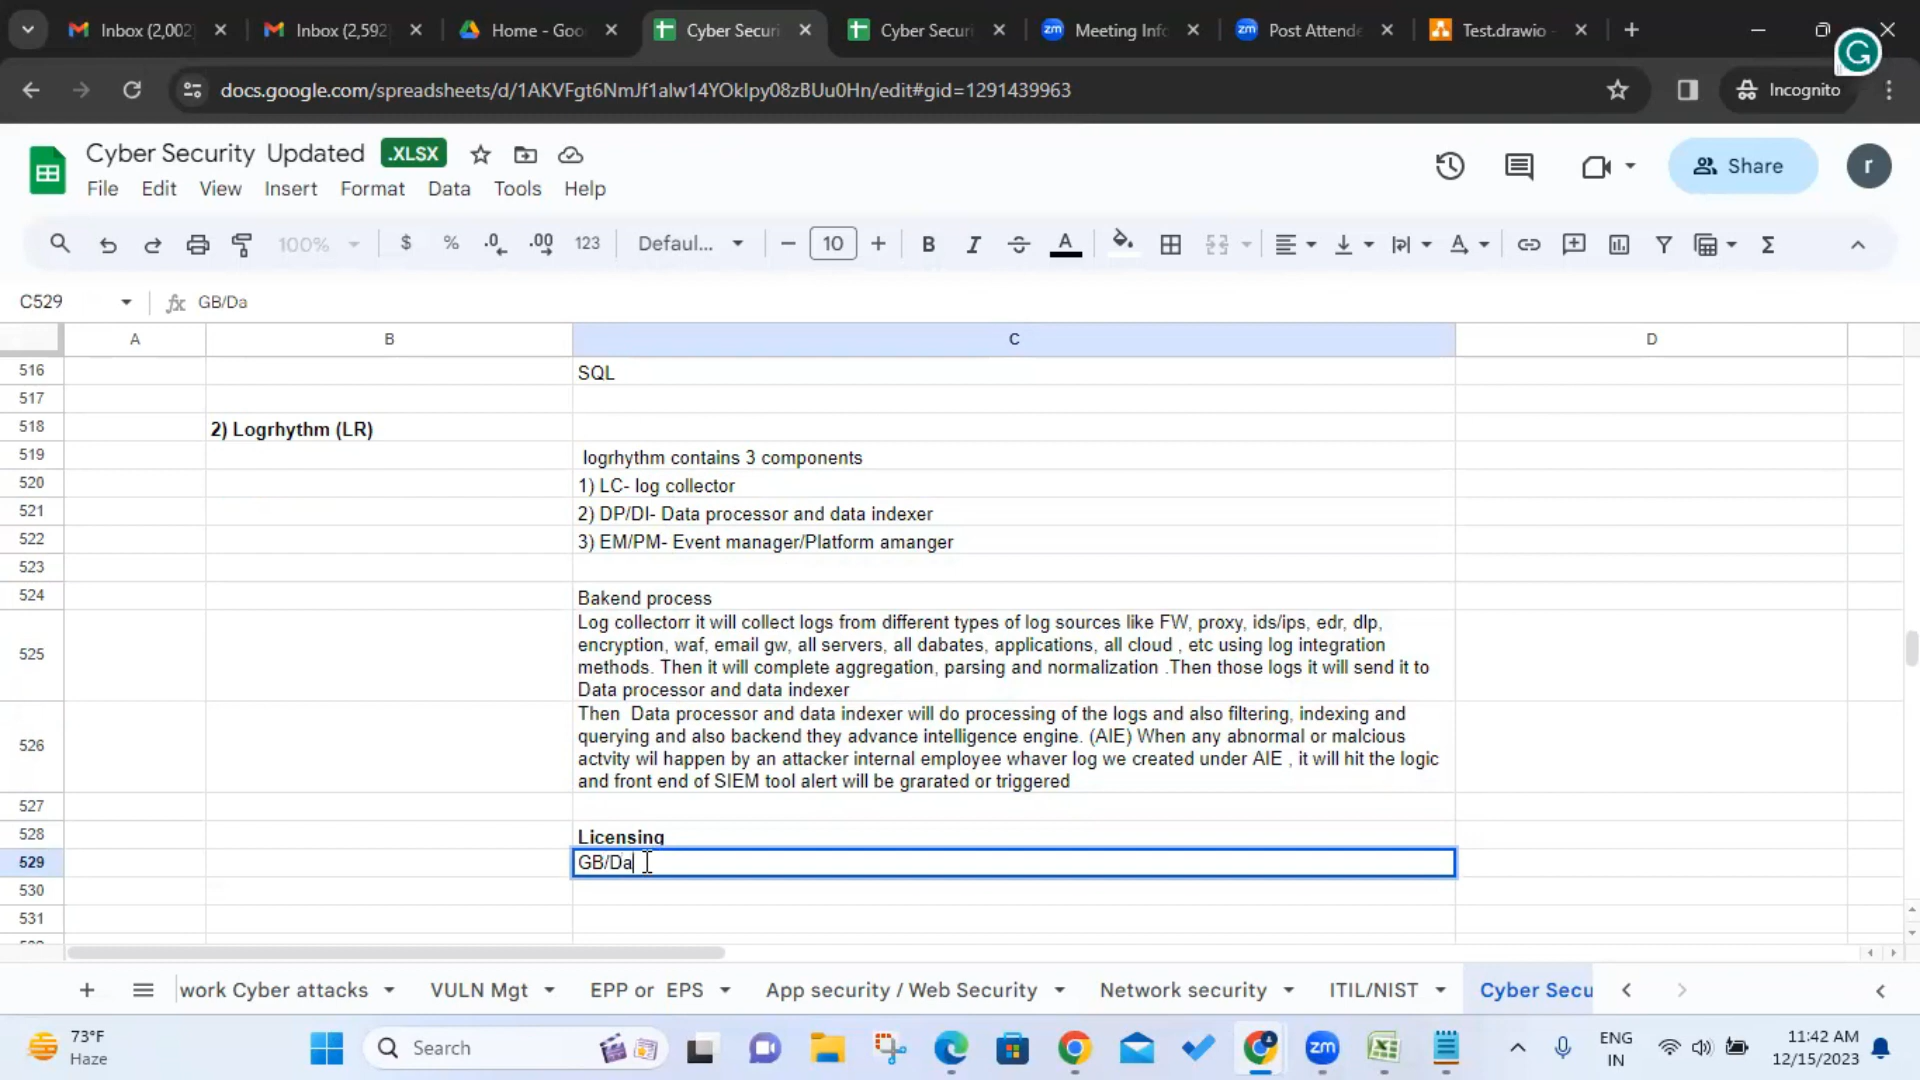 Inbox (2,002
Inbox (2,592
Home - Goo
Cyber Securi
Cyber Securi
Meeting Info
Post Attende
Test.drawio -
docs.google.com/spreadsheets/d/1AKVFgt6NmJf1alw14YOklpy08zBUu0Hn/edit#gid=1291439963
Incognito
Cyber Security Updated .XLSX
File Edit View Insert Format Data Tools Help
Share
r
100% $ % .0 .00 123 Defaul... 10 B I A
C529 fx GB/Da
A B C D
516 SQL
517
518 2) Logrhythm (LR)
519 logrhythm contains 3 components
520 1) LC- log collector
521 2) DP/DI- Data processor and data indexer
522 3) EM/PM- Event manager/Platform amanger
523
524 Bakend process
525 Log collectorr it will collect logs from different types of log sources like FW, proxy, ids/ips, edr, dlp,
encryption, waf, email gw, all servers, all dabates, applications, all cloud , etc using log integration
methods. Then it will complete aggregation, parsing and normalization .Then those logs it will send it to
Data processor and data indexer
526 Then Data processor and data indexer will do processing of the logs and also filtering, indexing and
querying and also backend they advance intelligence engine. (AIE) When any abnormal or malcious
actvity wil happen by an attacker internal employee whaver log we created under AIE , it will hit the logic
and front end of SIEM tool alert will be grarated or triggered
527
528 Licensing
529 GB/Da
530
531
work Cyber attacks VULN Mgt EPP or EPS App security / Web Security Network security ITIL/NIST Cyber Secu
73°F
Haze
Search
zm
ENG
IN
11:42 AM
12/15/2023